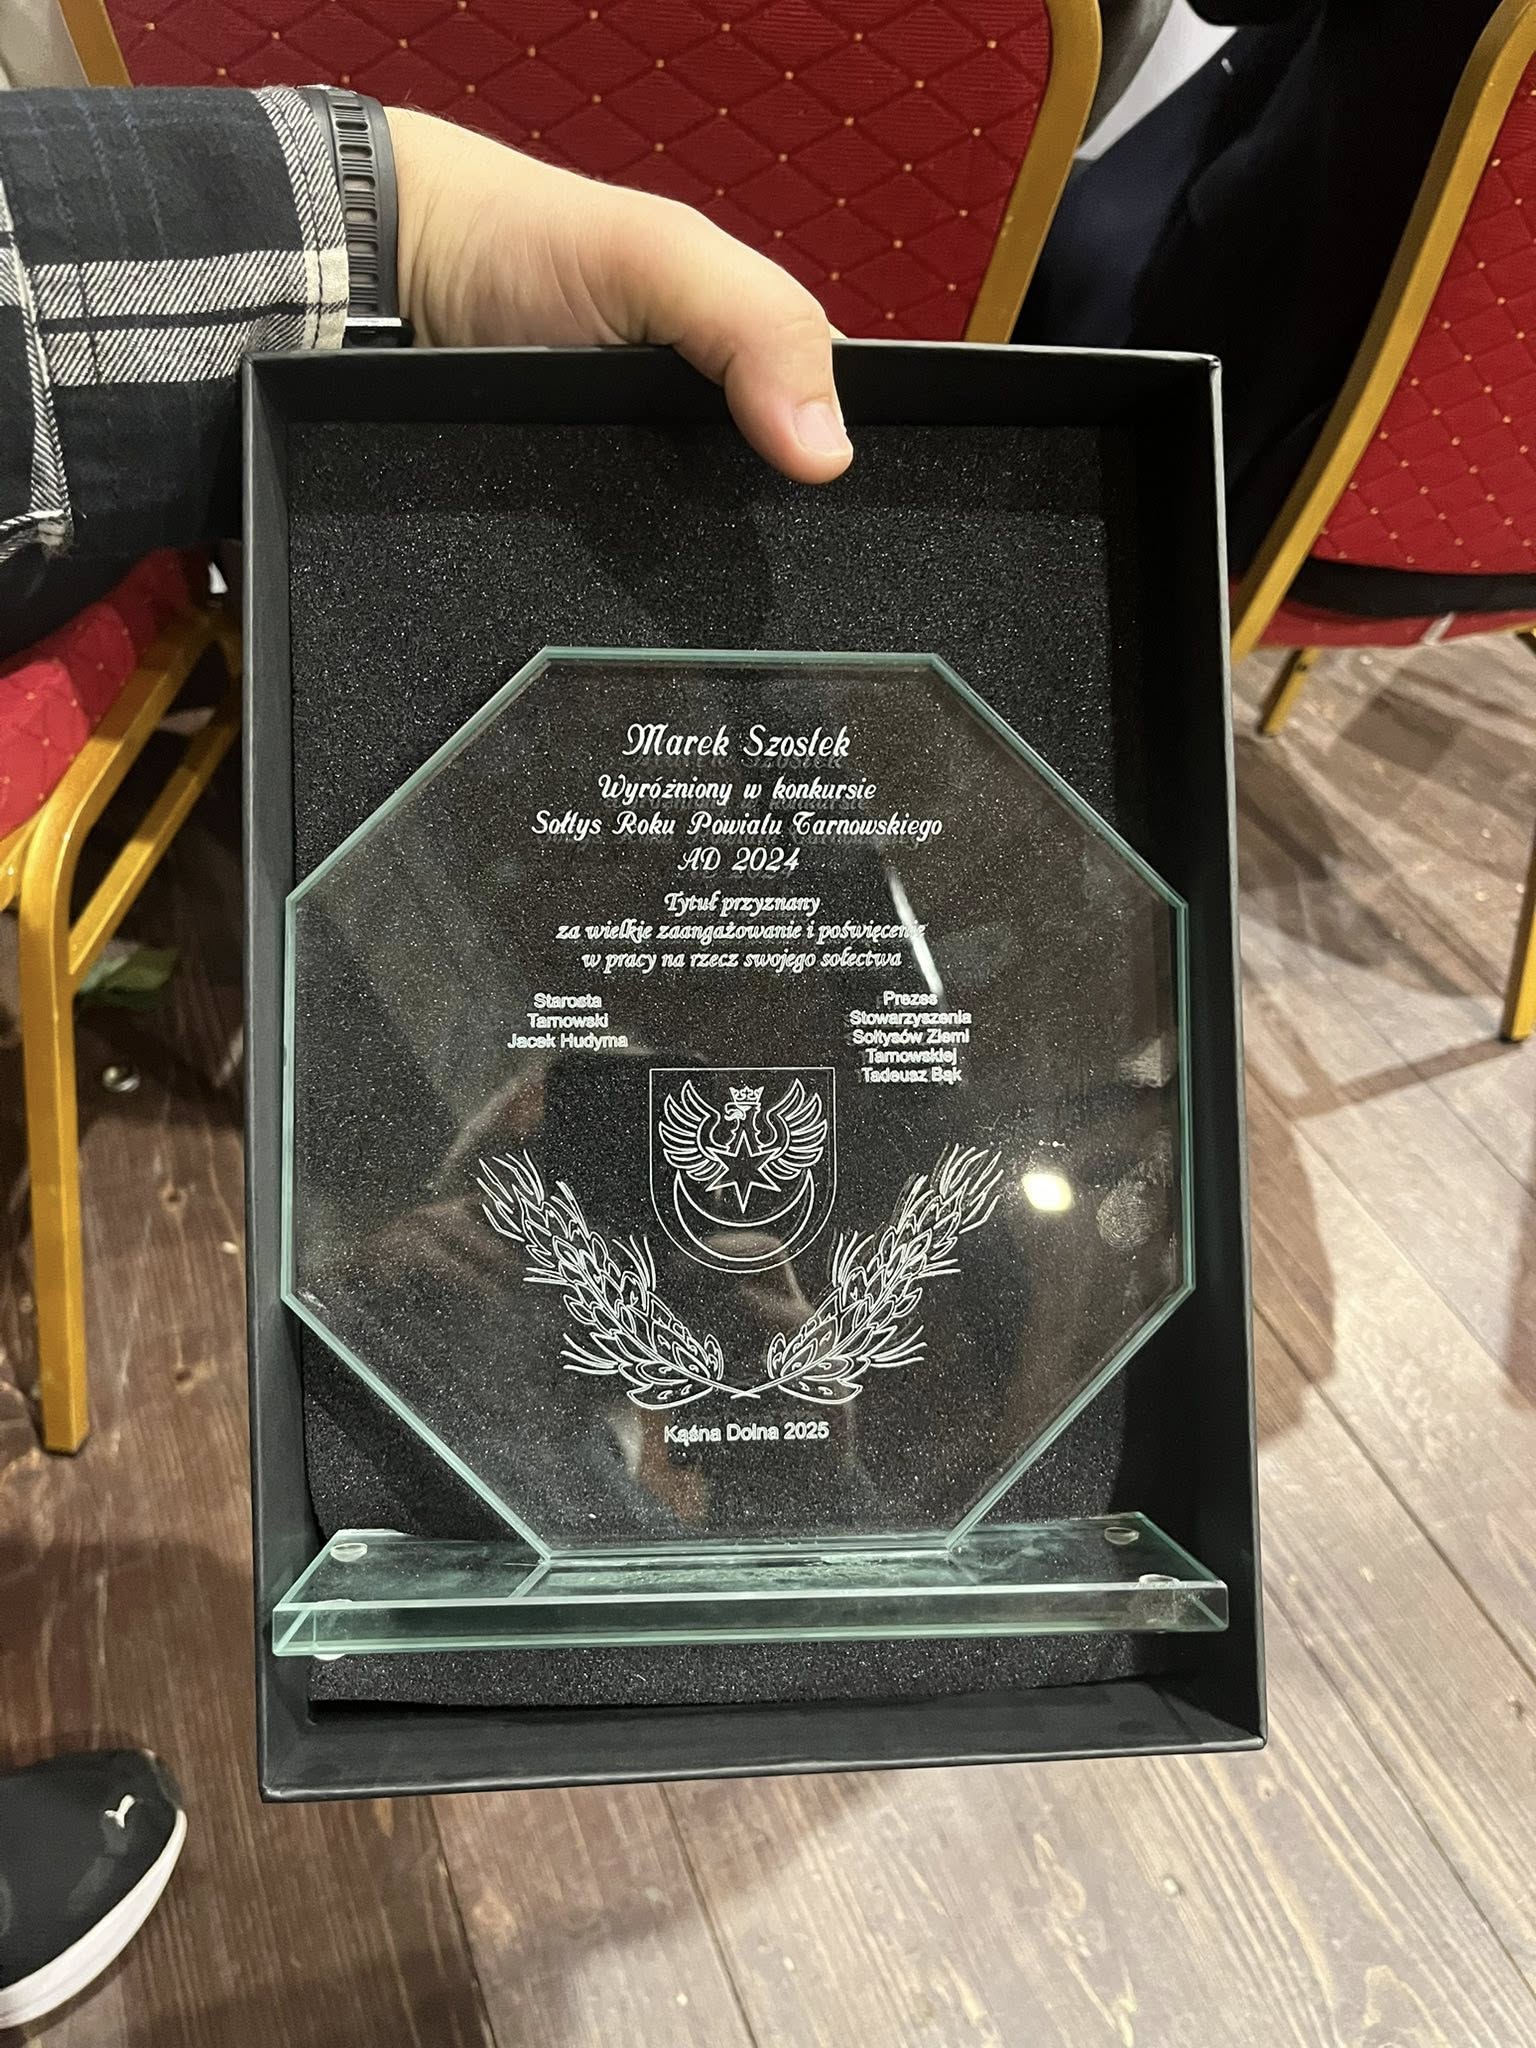 Marek Szostek
Wyróżniony w konkursie
Sołtys Roku Powiatu Tarnowskiego
AD 2024
Tytuł przyznany
za wielkie zaangażowanie i poświęcenie
w pracy na rzecz swojego sołectwa
Starosta
Tarnowski
Jacek Hudyma
Prezes
Stowarzyszenia
Sołtysów Ziemi
Tarnowskiej
Tadeusz Bąk
Kąśna Dolna 2025